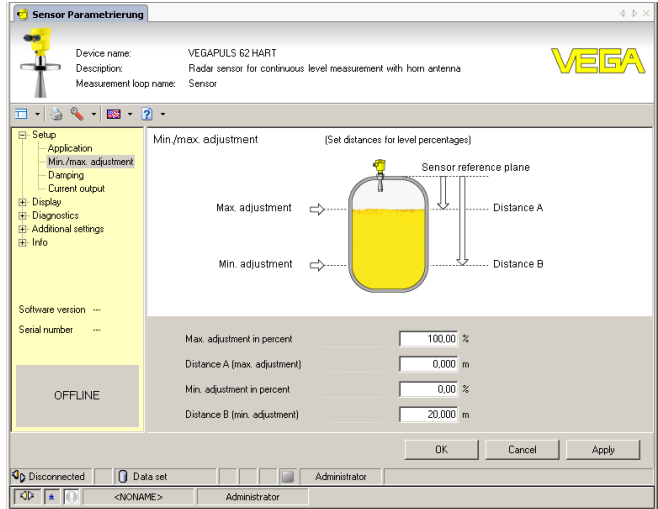 Sensor Parametrierung
Device name: VEGAPULS 62 HART
Description: Radar sensor for continuous level measurement with horn antenna
Measurement loop name: Sensor
VEGA
Setup
Application
Min./max. adjustment
Damping
Current output
Display
Diagnostics
Additional settings
Info
Software version ---
Serial number ---
OFFLINE
Min./max. adjustment (Set distances for level percentages)
Sensor reference plane
Max. adjustment
Distance A
Min. adjustment
Distance B
Max. adjustment in percent 100,00 %
Distance A (max. adjustment) 0,000 m
Min. adjustment in percent 0,00 %
Distance B (min. adjustment) 20,000 m
OK Cancel Apply
Disconnected Data set Administrator
<NONAME> Administrator